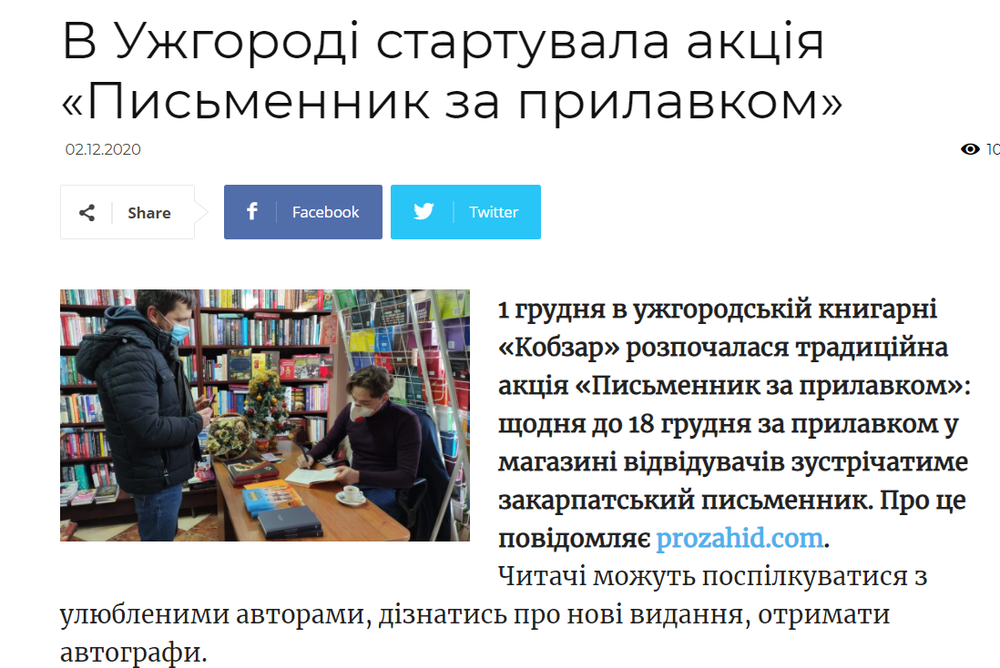 В Ужгороді стартувала акція
«Письменник за прилавком»
02.12.2020
10
Share
Facebook
Twitter
1 грудня в ужгородській книгарні
«Кобзар» розпочалася традиційна
акція «Письменник за прилавком»:
щодня до 18 грудня за прилавком у
магазині відвідувачів зустрічатиме
закарпатський письменник. Про це
повідомляє prozahid.com.
Читачі можуть поспілкуватися з
улюбленими авторами, дізнатись про нові видання, отримати
автографи.